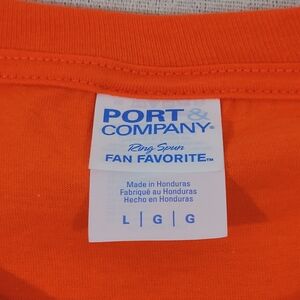 PORT &
COMPANY®
Ring Spun
FAN FAVORITE™
Made in Honduras
Fabriqué au Honduras
Hecho en Honduras
L | G | G